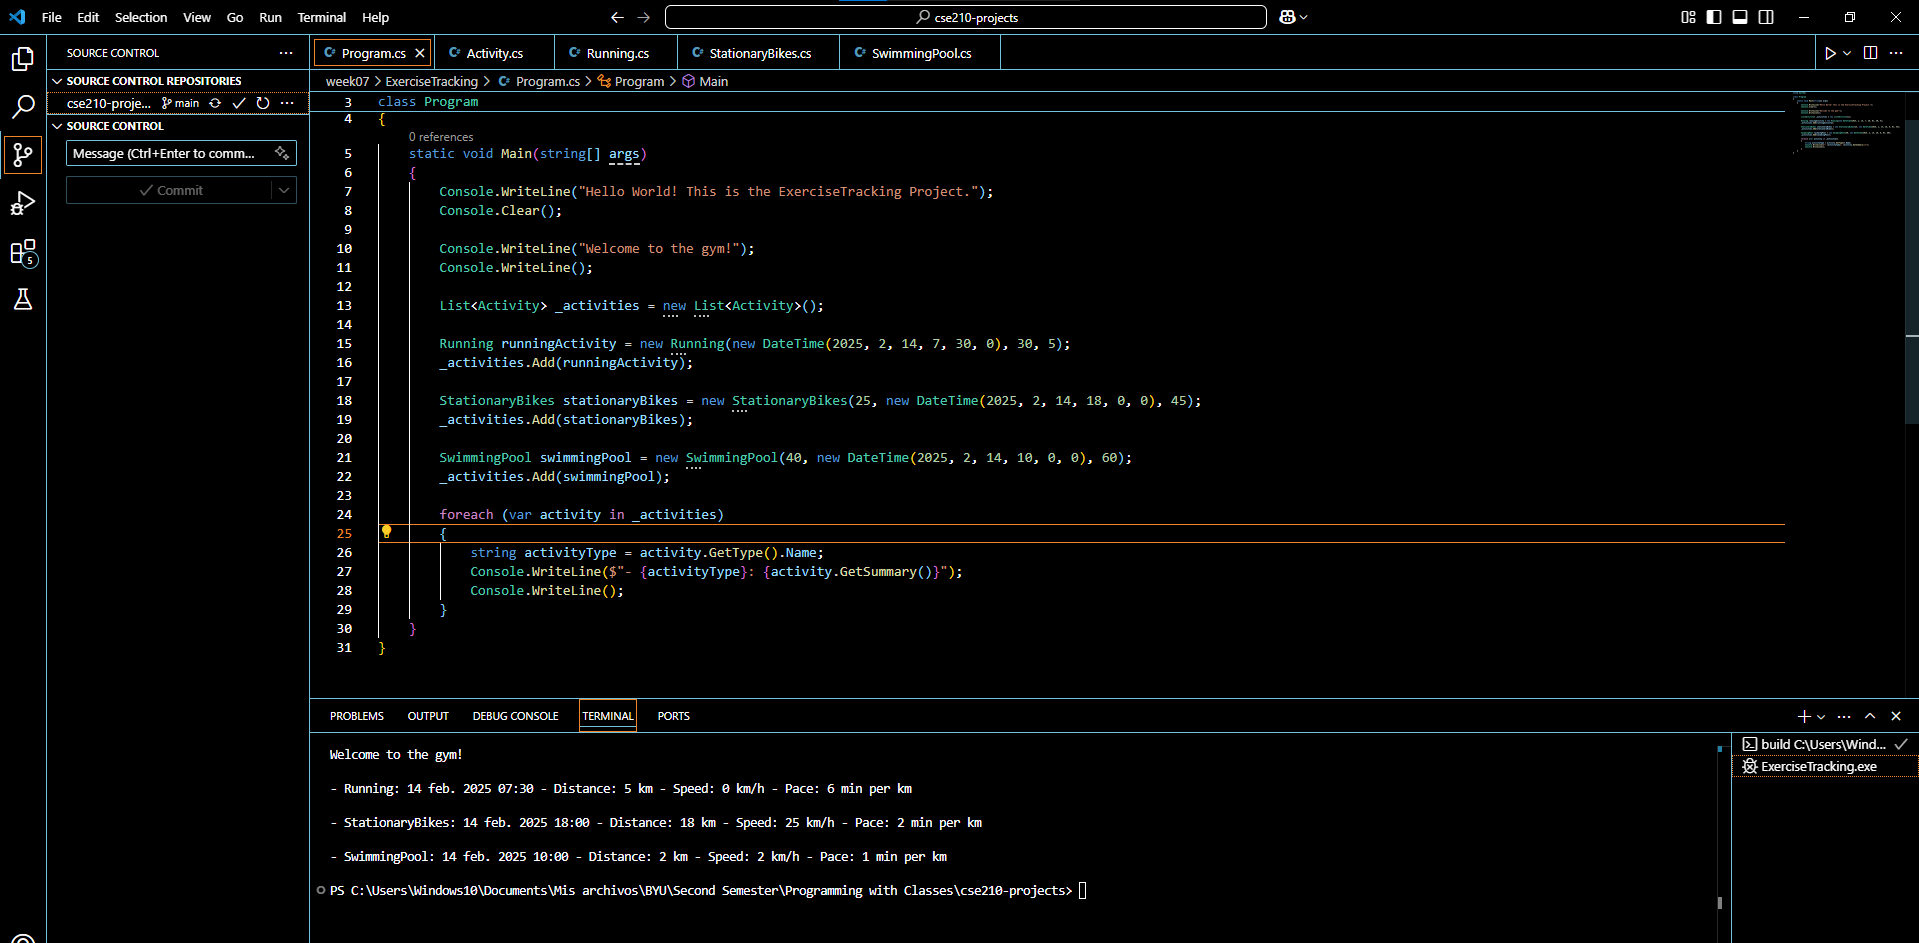 File Edit Selection View Go Run Terminal Help
cse210-projects
SOURCE CONTROL
SOURCE CONTROL REPOSITORIES
cse210-proje... main
SOURCE CONTROL
Message (Ctrl+Enter to comm...
Commit
5
Program.cs Activity.cs Running.cs StationaryBikes.cs SwimmingPool.cs
week07 > ExerciseTracking > Program.cs > Program > Main
3 class Program
4 {
0 references
5 static void Main(string[] args)
6 {
7 Console.WriteLine("Hello World! This is the ExerciseTracking Project.");
8 Console.Clear();
9
10 Console.WriteLine("Welcome to the gym!");
11 Console.WriteLine();
12
13 List<Activity> _activities = new List<Activity>();
14
15 Running runningActivity = new Running(new DateTime(2025, 2, 14, 7, 30, 0), 30, 5);
16 _activities.Add(runningActivity);
17
18 StationaryBikes stationaryBikes = new StationaryBikes(25, new DateTime(2025, 2, 14, 18, 0, 0), 45);
19 _activities.Add(stationaryBikes);
20
21 SwimmingPool swimmingPool = new SwimmingPool(40, new DateTime(2025, 2, 14, 10, 0, 0), 60);
22 _activities.Add(swimmingPool);
23
24 foreach (var activity in _activities)
25 {
26 string activityType = activity.GetType().Name;
27 Console.WriteLine($"- {activityType}: {activity.GetSummary()}");
28 Console.WriteLine();
29 }
30 }
31 }
PROBLEMS OUTPUT DEBUG CONSOLE TERMINAL PORTS
Welcome to the gym!
- Running: 14 feb. 2025 07:30 - Distance: 5 km - Speed: 0 km/h - Pace: 6 min per km
- StationaryBikes: 14 feb. 2025 18:00 - Distance: 18 km - Speed: 25 km/h - Pace: 2 min per km
- SwimmingPool: 14 feb. 2025 10:00 - Distance: 2 km - Speed: 2 km/h - Pace: 1 min per km
PS C:\Users\Windows10\Documents\Mis archivos\BYU\Second Semester\Programming with Classes\cse210-projects>
build C:\Users\Wind...
ExerciseTracking.exe